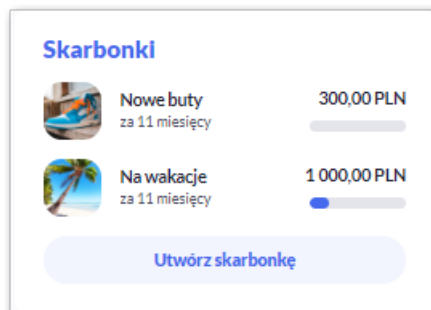 Skarbonki
Nowe buty
300,00 PLN
za 11 miesięcy
Na wakacje
1 000,00 PLN
za 11 miesięcy
Utwórz skarbonkę